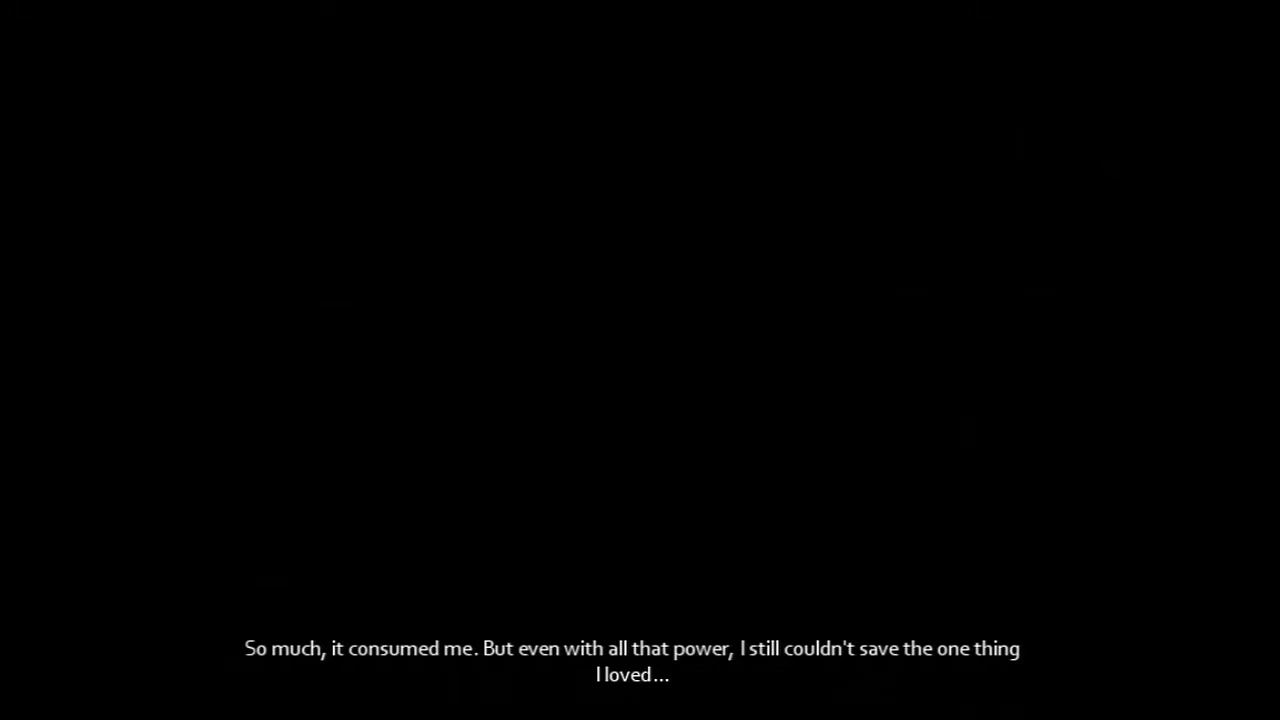 So much, it consumed me. But even with all that power, I still couldn't save the one thing
I loved...